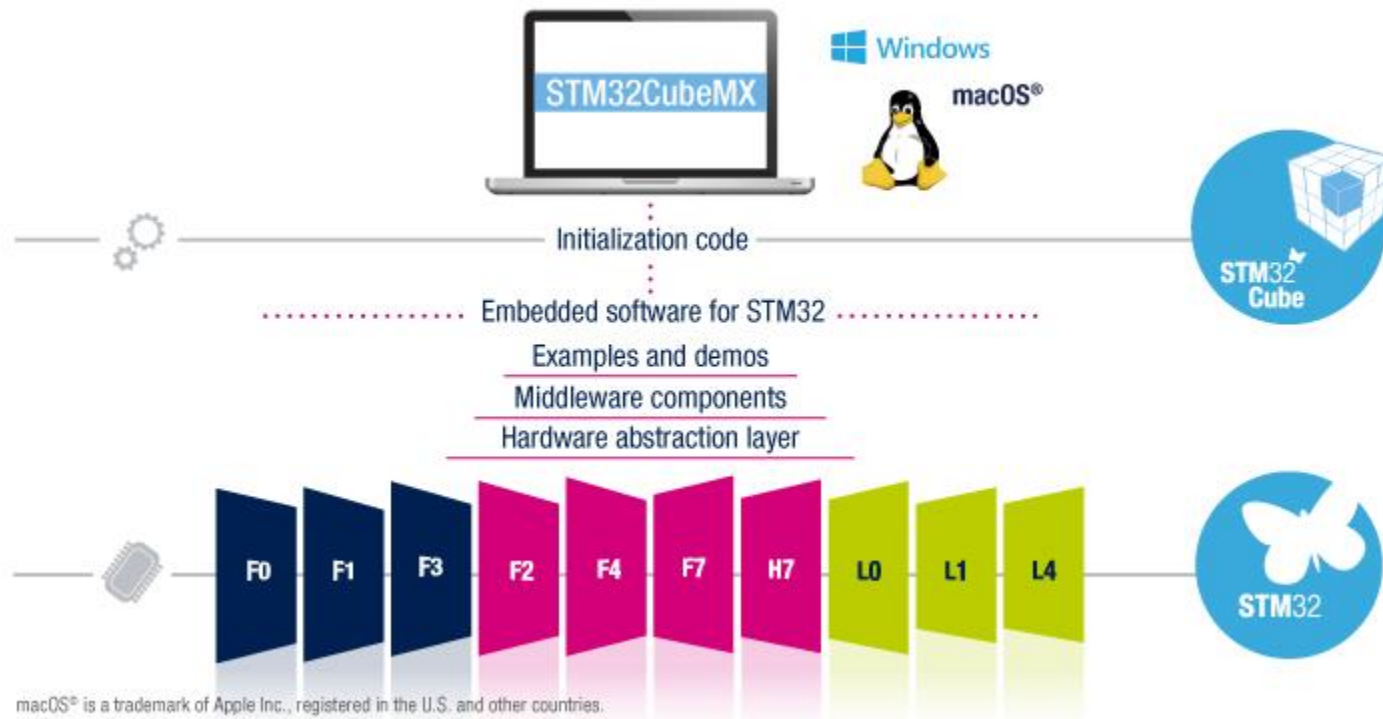 STM32CubeMX
Windows
macOS®
Initialization code
STM32
Cube
Embedded software for STM32
Examples and demos
Middleware components
Hardware abstraction layer
F0 F1 F3 F2 F4 F7 H7 L0 L1 L4
STM32
macOS® is a trademark of Apple Inc., registered in the U.S. and other countries.